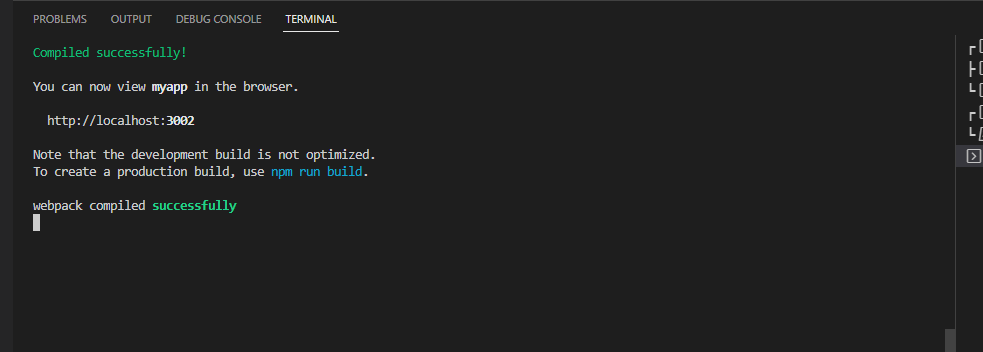 PROBLEMS OUTPUT DEBUG CONSOLE TERMINAL
Compiled successfully!
You can now view myapp in the browser.
http://localhost:3002
Note that the development build is not optimized.
To create a production build, use npm run build.
webpack compiled successfully